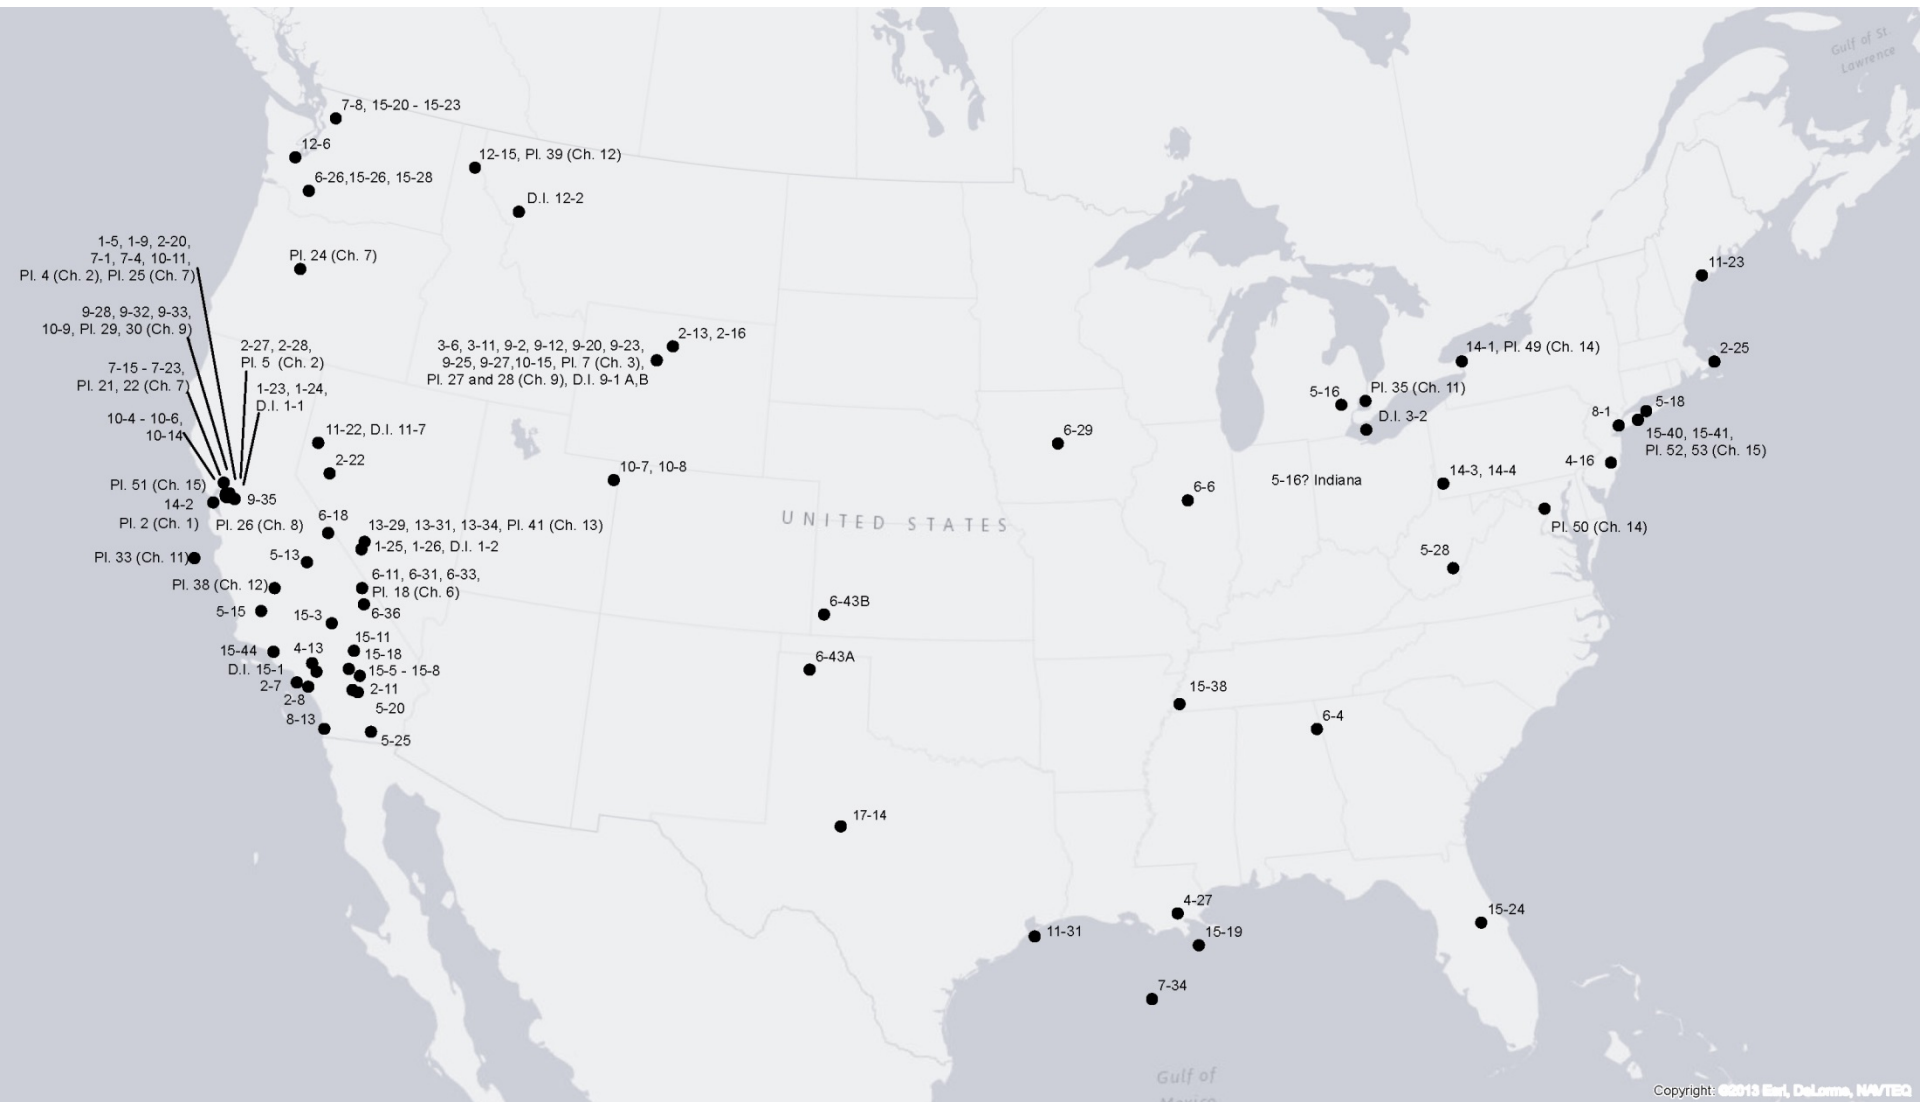 Gulf of St.
Lawrence
7-8, 15-20 - 15-23
12-6
12-15, Pl. 39 (Ch. 12)
6-26,15-26, 15-28
D.I. 12-2
1-5, 1-9, 2-20,
7-1, 7-4, 10-11,
Pl. 4 (Ch. 2), Pl. 25 (Ch. 7)
Pl. 24 (Ch. 7)
11-23
9-28, 9-32, 9-33,
10-9, Pl. 29, 30 (Ch. 9)
2-27, 2-28,
Pl. 5 (Ch. 2)
3-6, 3-11, 9-2, 9-12, 9-20, 9-23,
9-25, 9-27,10-15, Pl. 7 (Ch. 3),
Pl. 27 and 28 (Ch. 9), D.I. 9-1 A,B
2-13, 2-16
14-1, Pl. 49 (Ch. 14)
2-25
7-15 - 7-23,
Pl. 21, 22 (Ch. 7)
1-23, 1-24,
D.I. 1-1
5-16
Pl. 35 (Ch. 11)
D.I. 3-2
8-1
5-18
10-4 - 10-6,
10-14
11-22, D.I. 11-7
6-29
15-40, 15-41,
Pl. 52, 53 (Ch. 15)
2-22
10-7, 10-8
4-16
14-3, 14-4
5-16? Indiana
6-6
Pl. 51 (Ch. 15)
14-2
9-35
Pl. 2 (Ch. 1)
Pl. 26 (Ch. 8)
6-18
13-29, 13-31, 13-34, Pl. 41 (Ch. 13)
UNITED STATES
Pl. 50 (Ch. 14)
1-25, 1-26, D.I. 1-2
Pl. 33 (Ch. 11)
5-13
5-28
6-11, 6-31, 6-33,
Pl. 18 (Ch. 6)
Pl. 38 (Ch. 12)
5-15
15-3
6-36
6-43B
15-11
15-44
4-13
15-18
6-43A
D.I. 15-1
15-5 - 15-8
2-7
2-11
2-8
5-20
15-38
8-13
5-25
6-4
17-14
4-27
15-24
11-31
15-19
7-34
Gulf of
Mexico
Copyright: ©2013 Esri, DeLorme, NAVTEQ